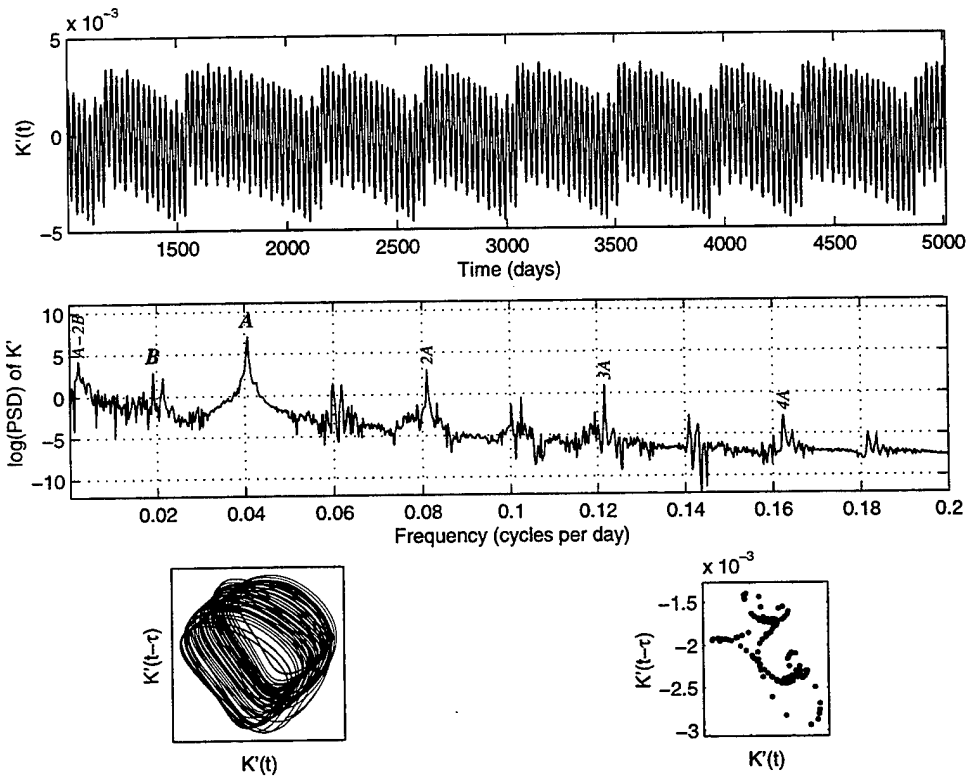 x 10⁻³
5
0
−5
K'(t)
1500 2000 2500 3000 3500 4000 4500 5000
Time (days)
10
5
0
−5
−10
log(PSD) of K'
A−2B
B
A
2A
3A
4A
0.02 0.04 0.06 0.08 0.1 0.12 0.14 0.16 0.18 0.2
Frequency (cycles per day)
K'(t−τ)
K'(t)
x 10⁻³
−1.5
−2
−2.5
−3
K'(t−τ)
K'(t)